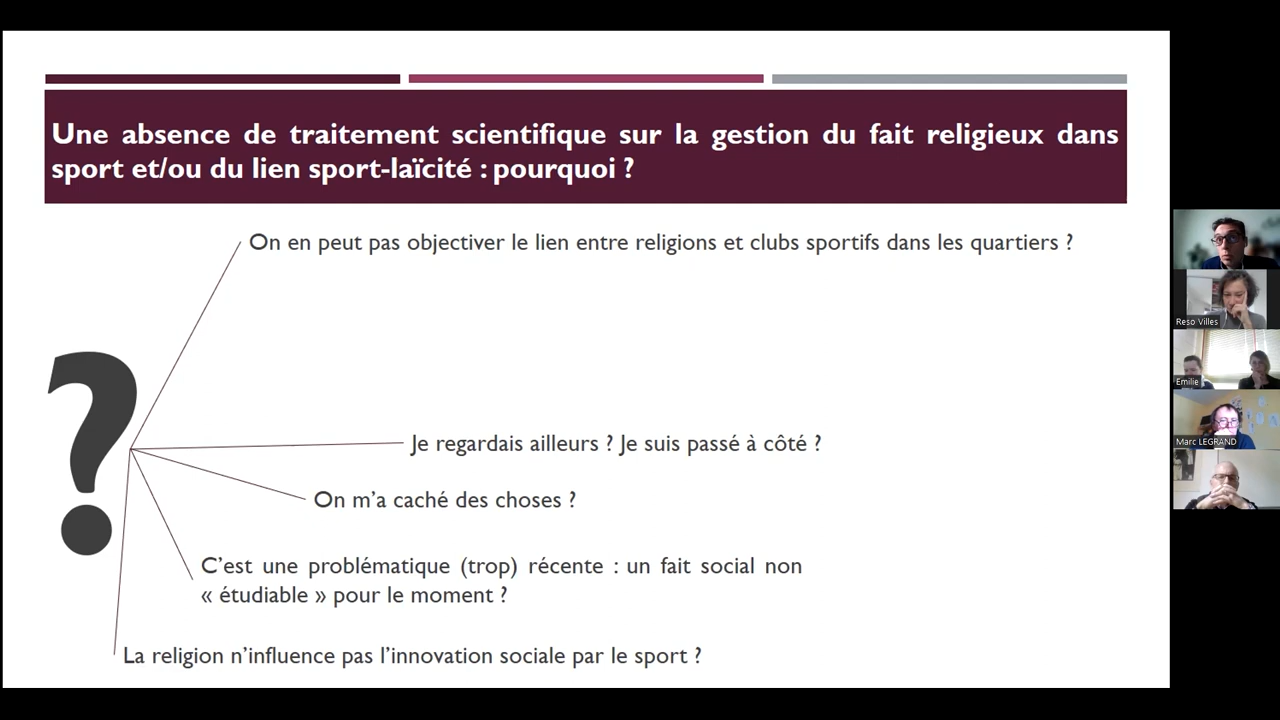 Une absence de traitement scientifique sur la gestion du fait religieux dans
sport et/ou du lien sport-laïcité : pourquoi ?
On en peut pas objectiver le lien entre religions et clubs sportifs dans les quartiers ?
?
Je regardais ailleurs ? Je suis passé à côté ?
On m'a caché des choses ?
C'est une problématique (trop) récente : un fait social non
« étudiable » pour le moment ?
La religion n'influence pas l'innovation sociale par le sport ?
Reso Villes
Emilie
Marc LEGRAND